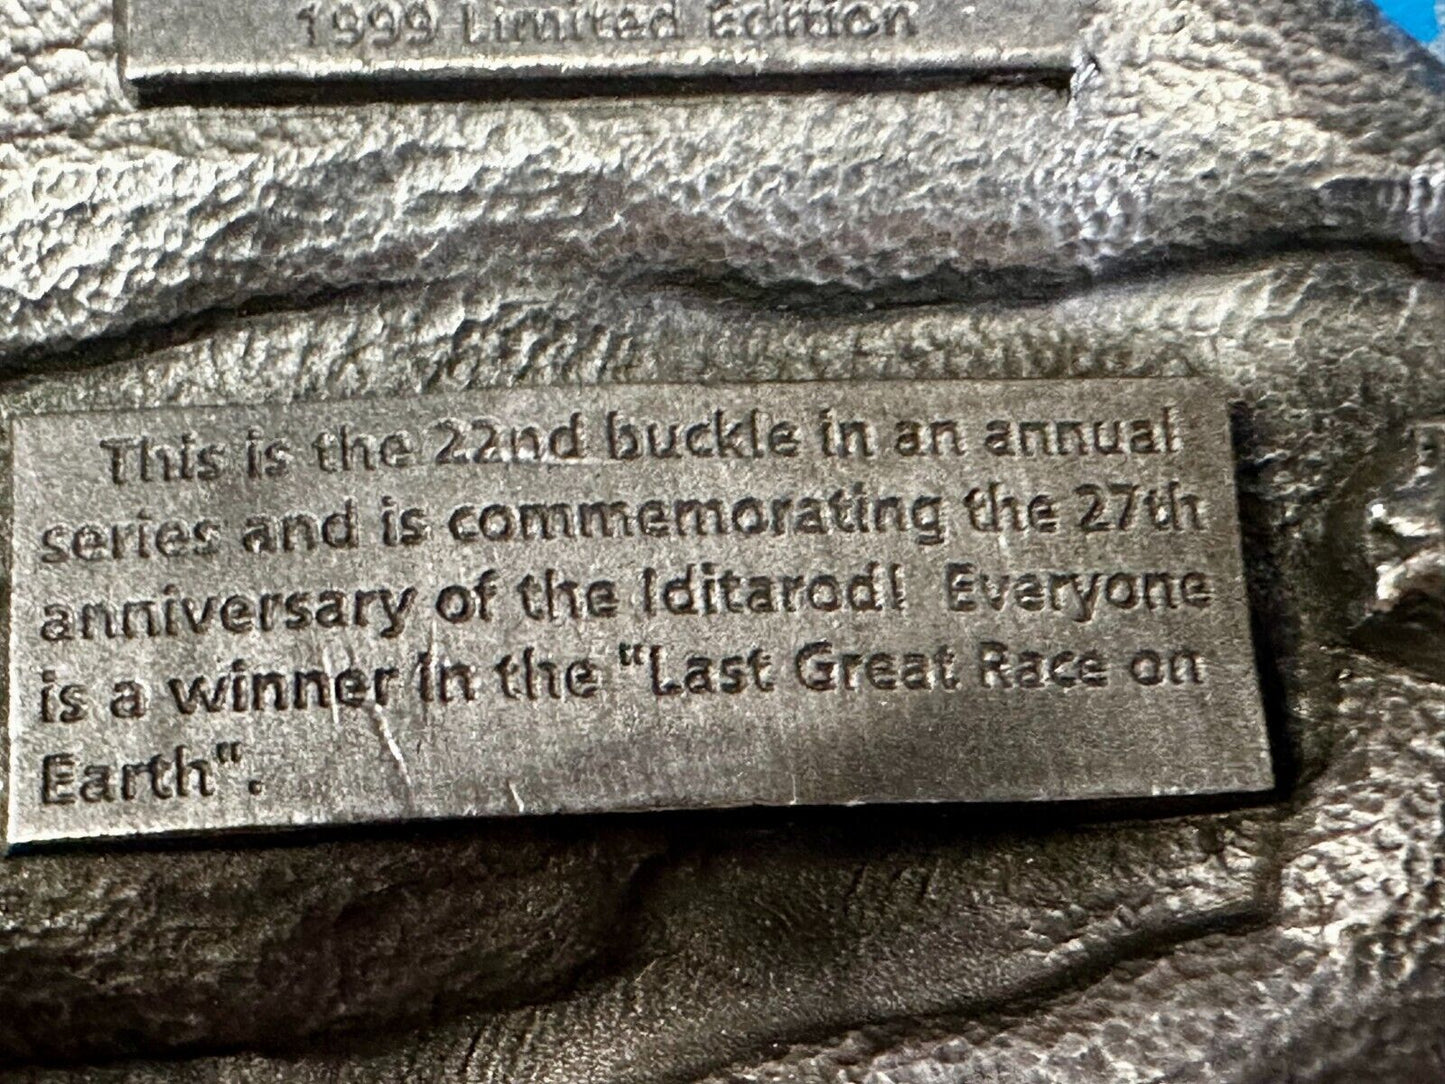 1999 Limited Edition
This is the 22nd buckle in an annual
series and is commemorating the 27th
anniversary of the Iditarod! Everyone
is a winner in the "Last Great Race on
Earth".